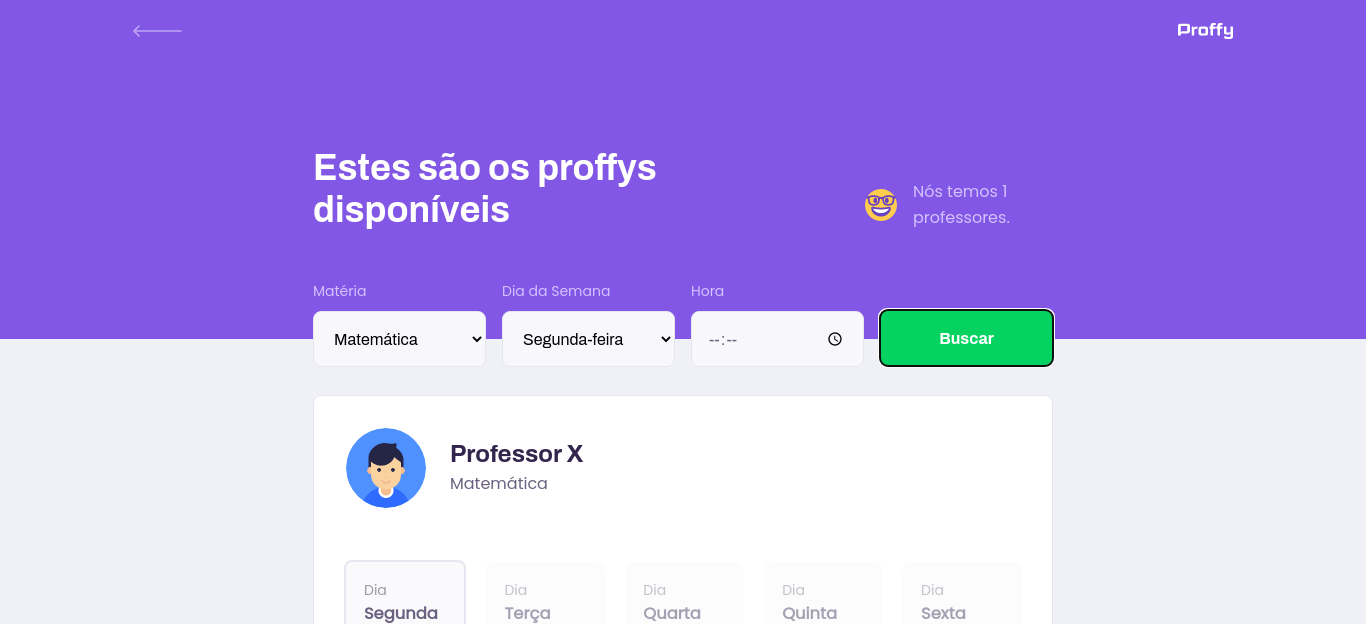 Proffy
Estes são os proffys
disponíveis
Nós temos 1
professores.
Matéria
Dia da Semana
Hora
Matemática
Segunda-feira
--:--
Buscar
Professor X
Matemática
Dia
Segunda
Dia
Terça
Dia
Quarta
Dia
Quinta
Dia
Sexta